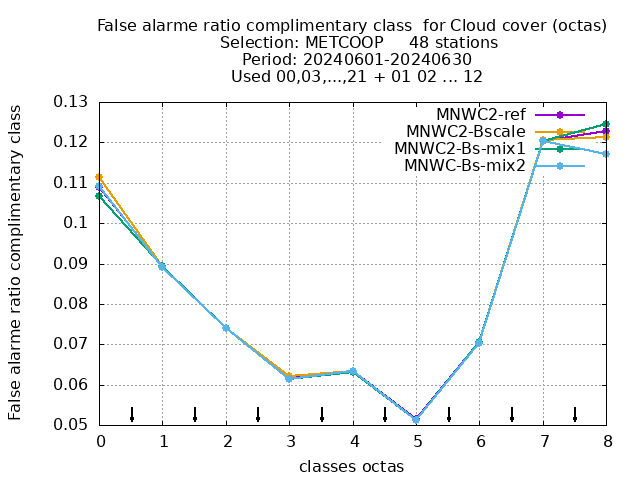 False alarme ratio complimentary class  for Cloud cover (octas)
Selection: METCOOP     48 stations
Period: 20240601-20240630
Used 00,03,...,21 + 01 02 ... 12
False alarme ratio complimentary class
0.13
0.12
0.11
0.1
0.09
0.08
0.07
0.06
0.05
MNWC2-ref
MNWC2-Bscale
MNWC2-Bs-mix1
MNWC-Bs-mix2
0 1 2 3 4 5 6 7 8
classes octas